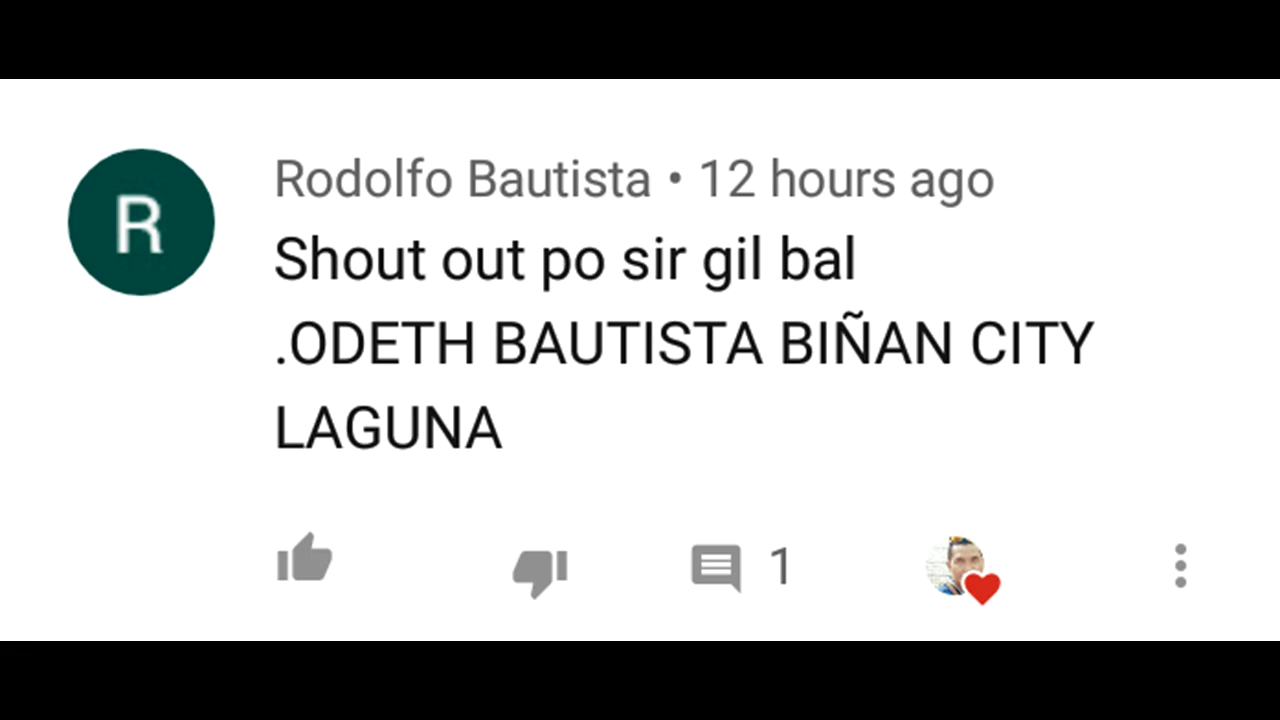 R
Rodolfo Bautista • 12 hours ago
Shout out po sir gil bal
.ODETH BAUTISTA BIÑAN CITY
LAGUNA
1